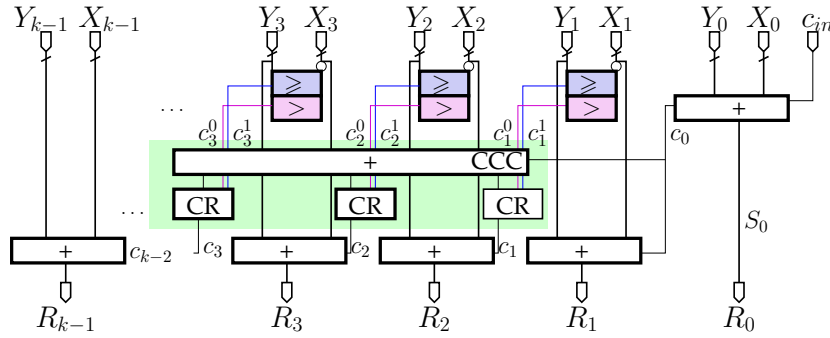 Y_{k−1} X_{k−1} Y_3 X_3 Y_2 X_2 Y_1 X_1 Y_0 X_0 c_{in}
⩾ ⩾ ⩾
... > > > +
c_3^0 c_3^1 c_2^0 c_2^1 c_1^0 c_1^1 c_0
+ CCC
... CR CR CR
S_0
+ c_{k−2} c_3 + c_2 + c_1 +
R_{k−1} R_3 R_2 R_1 R_0